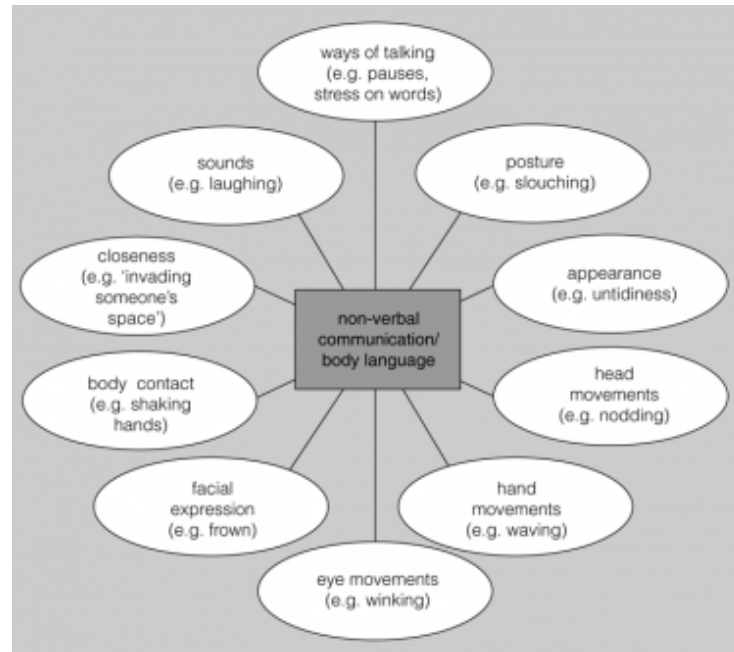 ways of talking
(e.g. pauses,
stress on words)
sounds
(e.g. laughing)
posture
(e.g. slouching)
closeness
(e.g. ‘invading
someone’s
space’)
appearance
(e.g. untidiness)
non-verbal
communication/
body language
body contact
(e.g. shaking
hands)
head
movements
(e.g. nodding)
facial
expression
(e.g. frown)
hand
movements
(e.g. waving)
eye movements
(e.g. winking)